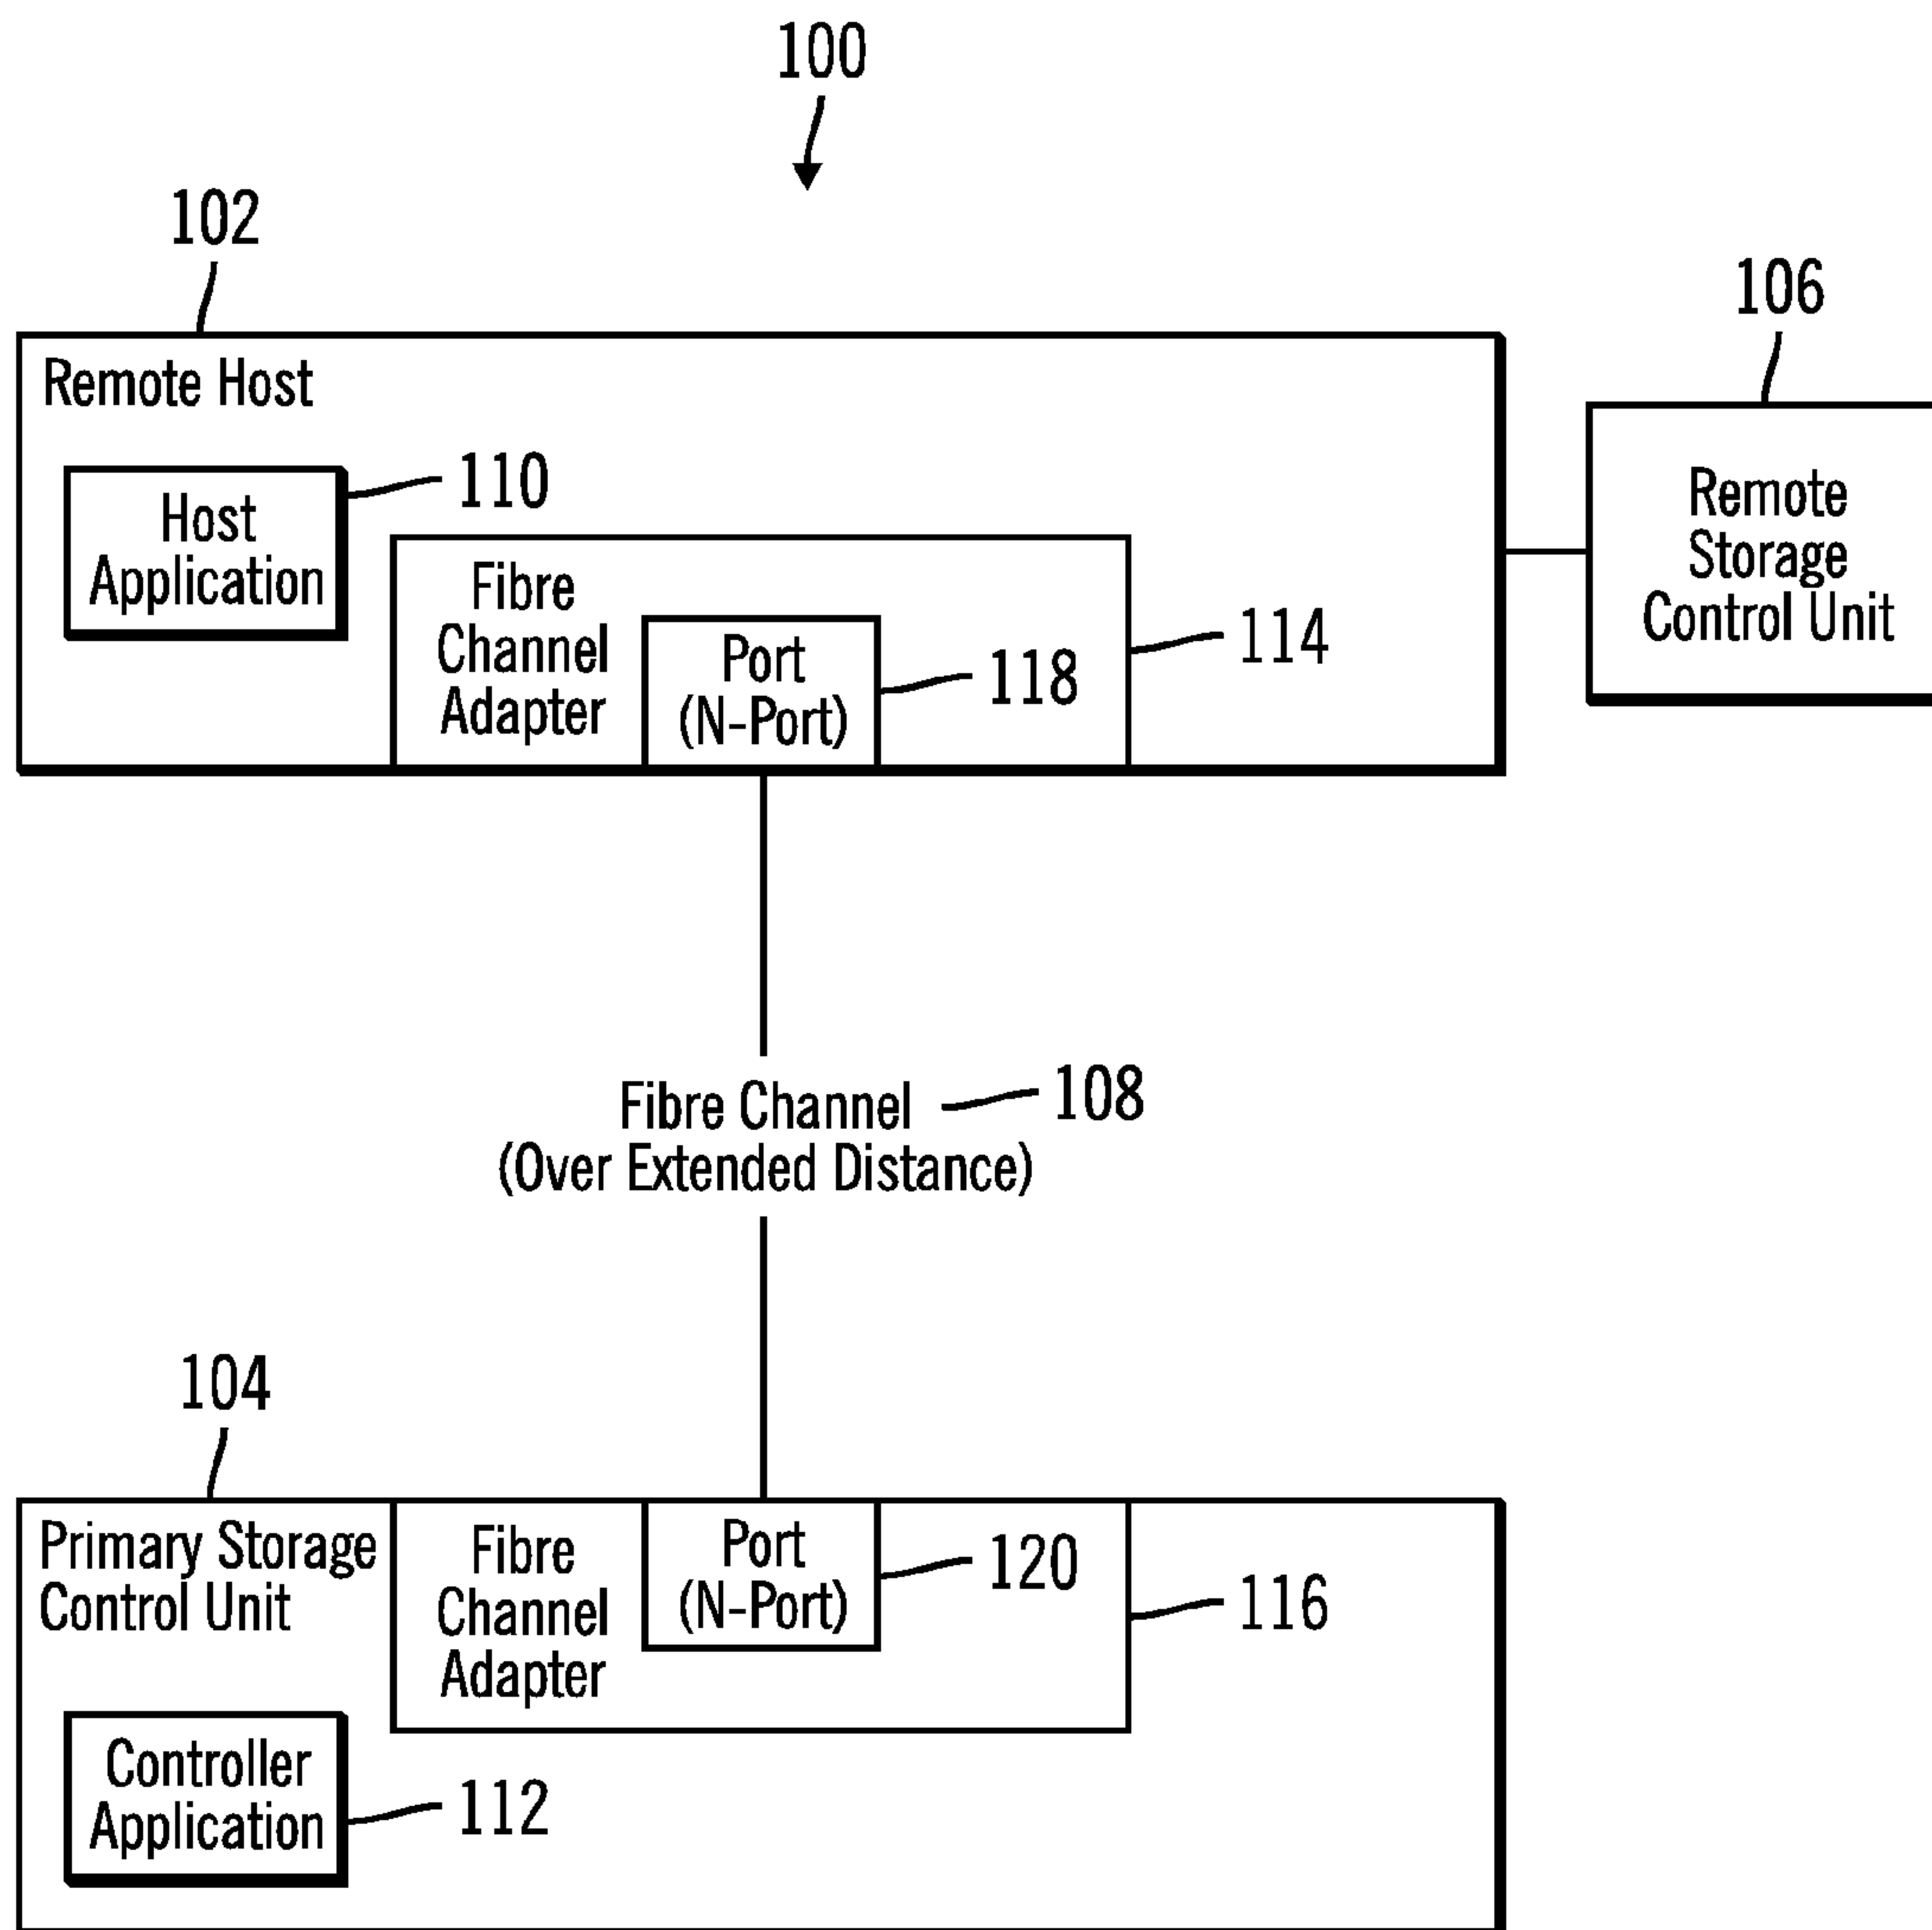 100
102
106
Remote Host
110
Host
Application
Fibre
Channel
Adapter
Port
(N-Port)
118
114
Remote
Storage
Control Unit
Fibre Channel
108
(Over Extended Distance)
104
Primary Storage
Control Unit
Fibre
Channel
Adapter
Port
(N-Port)
120
116
Controller
Application
112